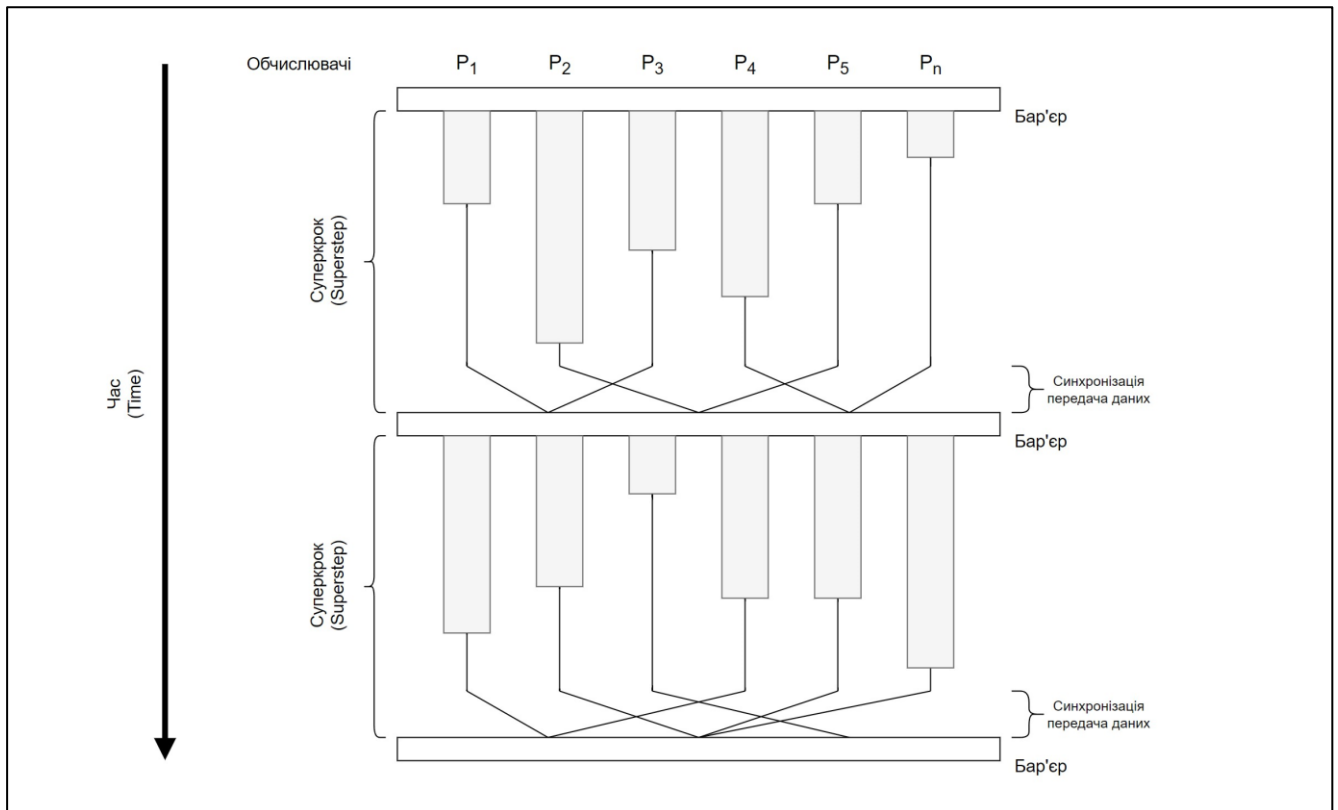 Обчислювачі P₁ P₂ P₃ P₄ P₅ Pₙ
Бар'єр
Суперкрок
(Superstep)
Час
(Time)
Синхронізація
передача даних
Бар'єр
Суперкрок
(Superstep)
Синхронізація
передача даних
Бар'єр